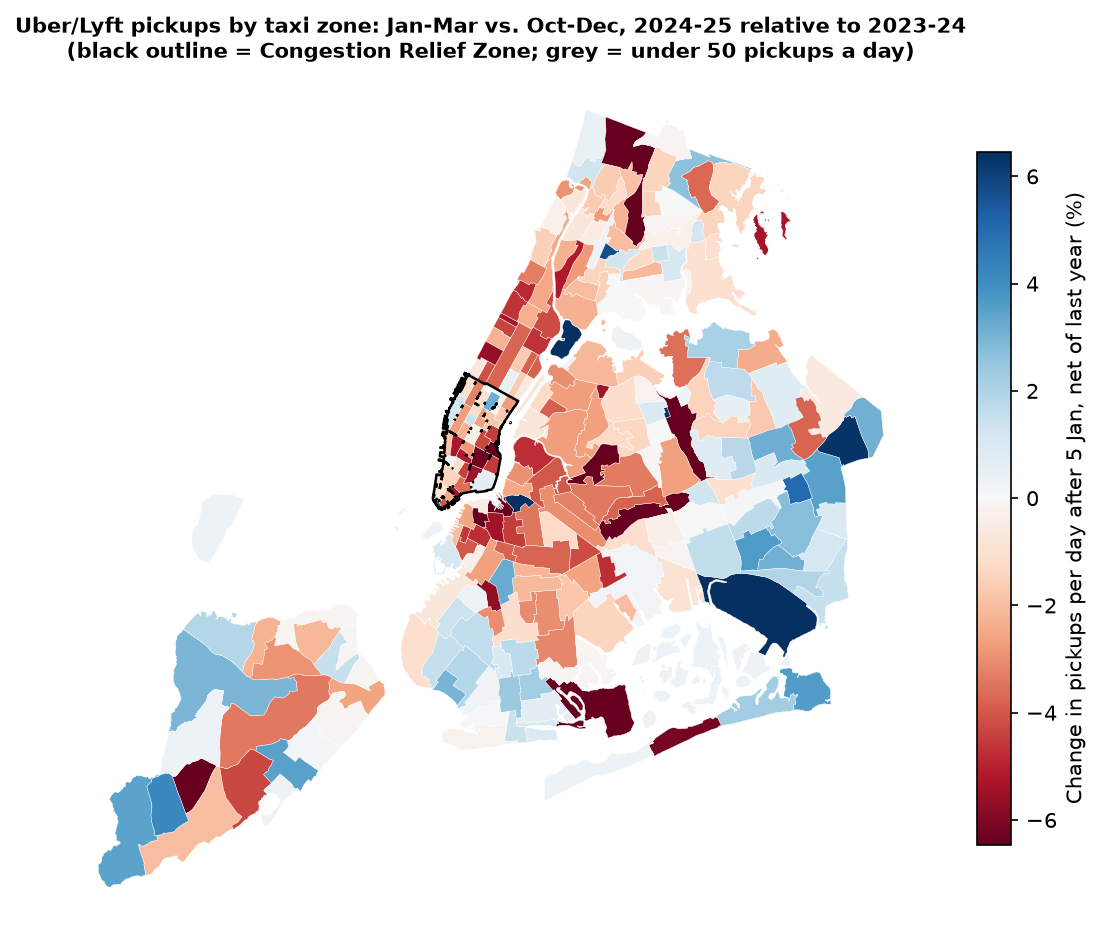 Uber/Lyft pickups by taxi zone: Jan-Mar vs. Oct-Dec, 2024-25 relative to 2023-24
(black outline = Congestion Relief Zone; grey = under 50 pickups a day)
6
4
2
0
−2
−4
−6
Change in pickups per day after 5 Jan, net of last year (%)